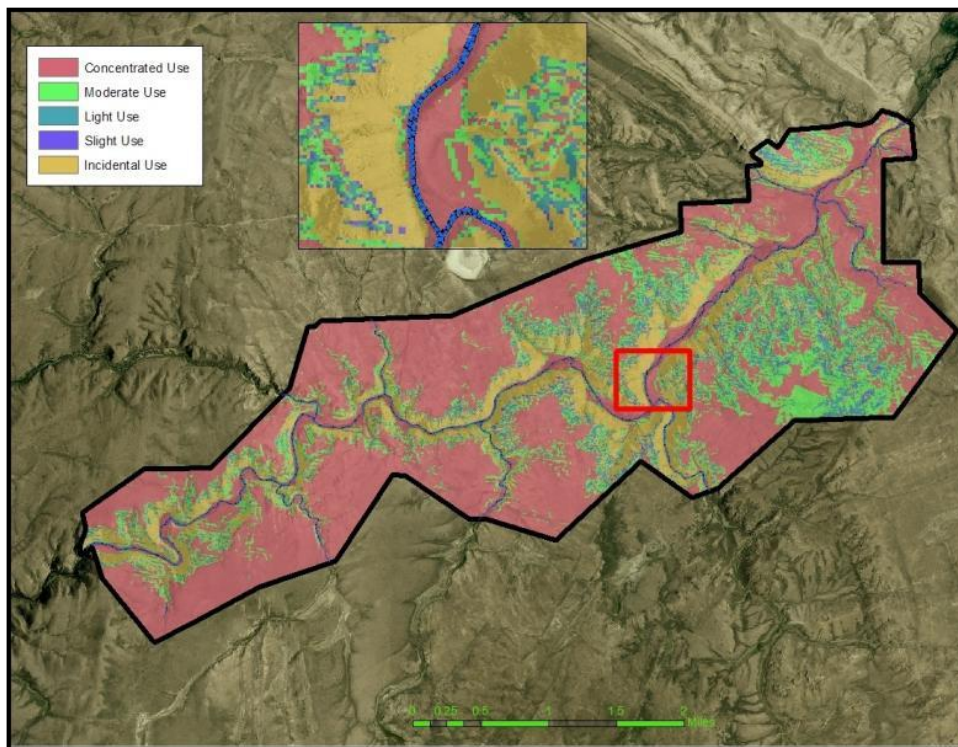 Concentrated Use
Moderate Use
Light Use
Slight Use
Incidental Use
0 0.25 0.5 1 1.5 2
Miles